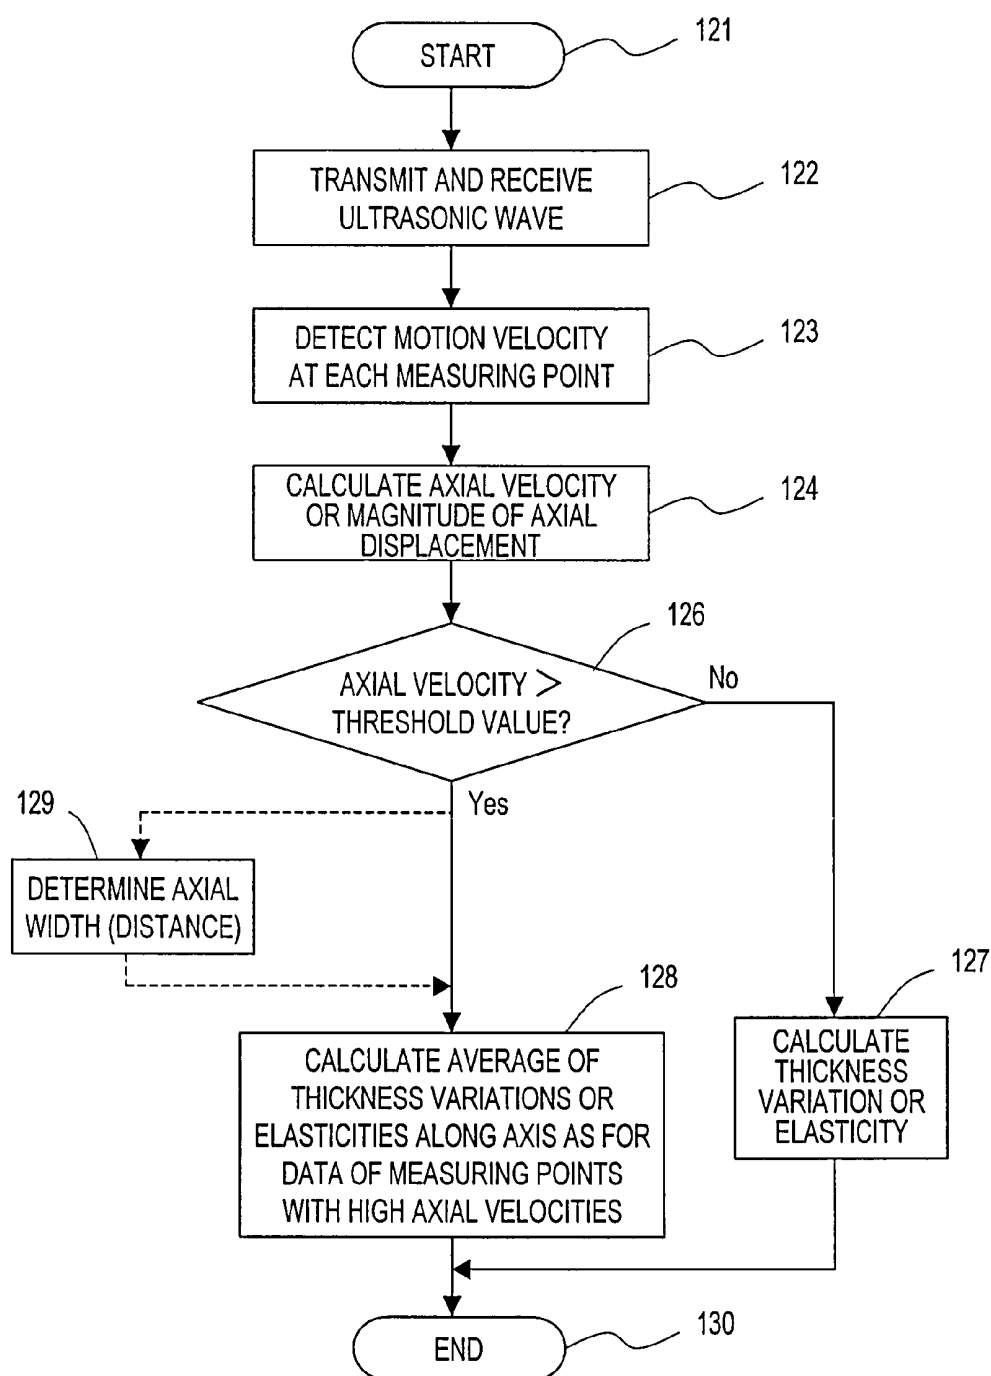 START
121
TRANSMIT AND RECEIVE
ULTRASONIC WAVE
122
DETECT MOTION VELOCITY
AT EACH MEASURING POINT
123
CALCULATE AXIAL VELOCITY
OR MAGNITUDE OF AXIAL
DISPLACEMENT
124
126
AXIAL VELOCITY >
THRESHOLD VALUE?
No
Yes
129
DETERMINE AXIAL
WIDTH (DISTANCE)
128
CALCULATE AVERAGE OF
THICKNESS VARIATIONS OR
ELASTICITIES ALONG AXIS AS FOR
DATA OF MEASURING POINTS
WITH HIGH AXIAL VELOCITIES
127
CALCULATE
THICKNESS
VARIATION OR
ELASTICITY
END
130